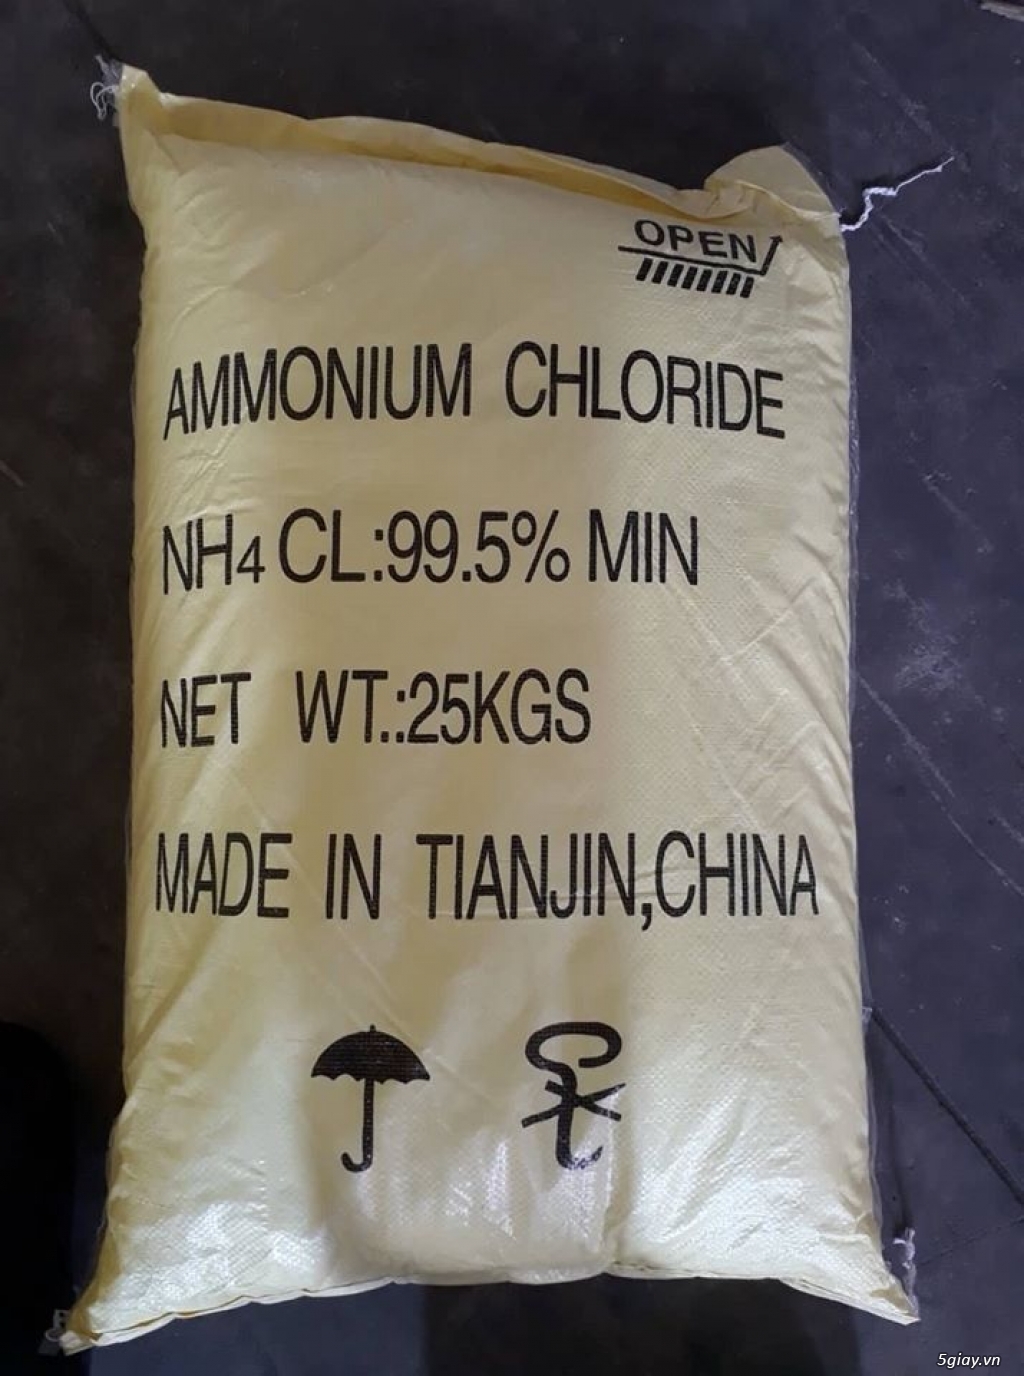 OPEN
AMMONIUM CHLORIDE
NH4 CL:99.5% MIN
NET WT.:25KGS
MADE IN TIANJIN,CHINA
5giay.vn